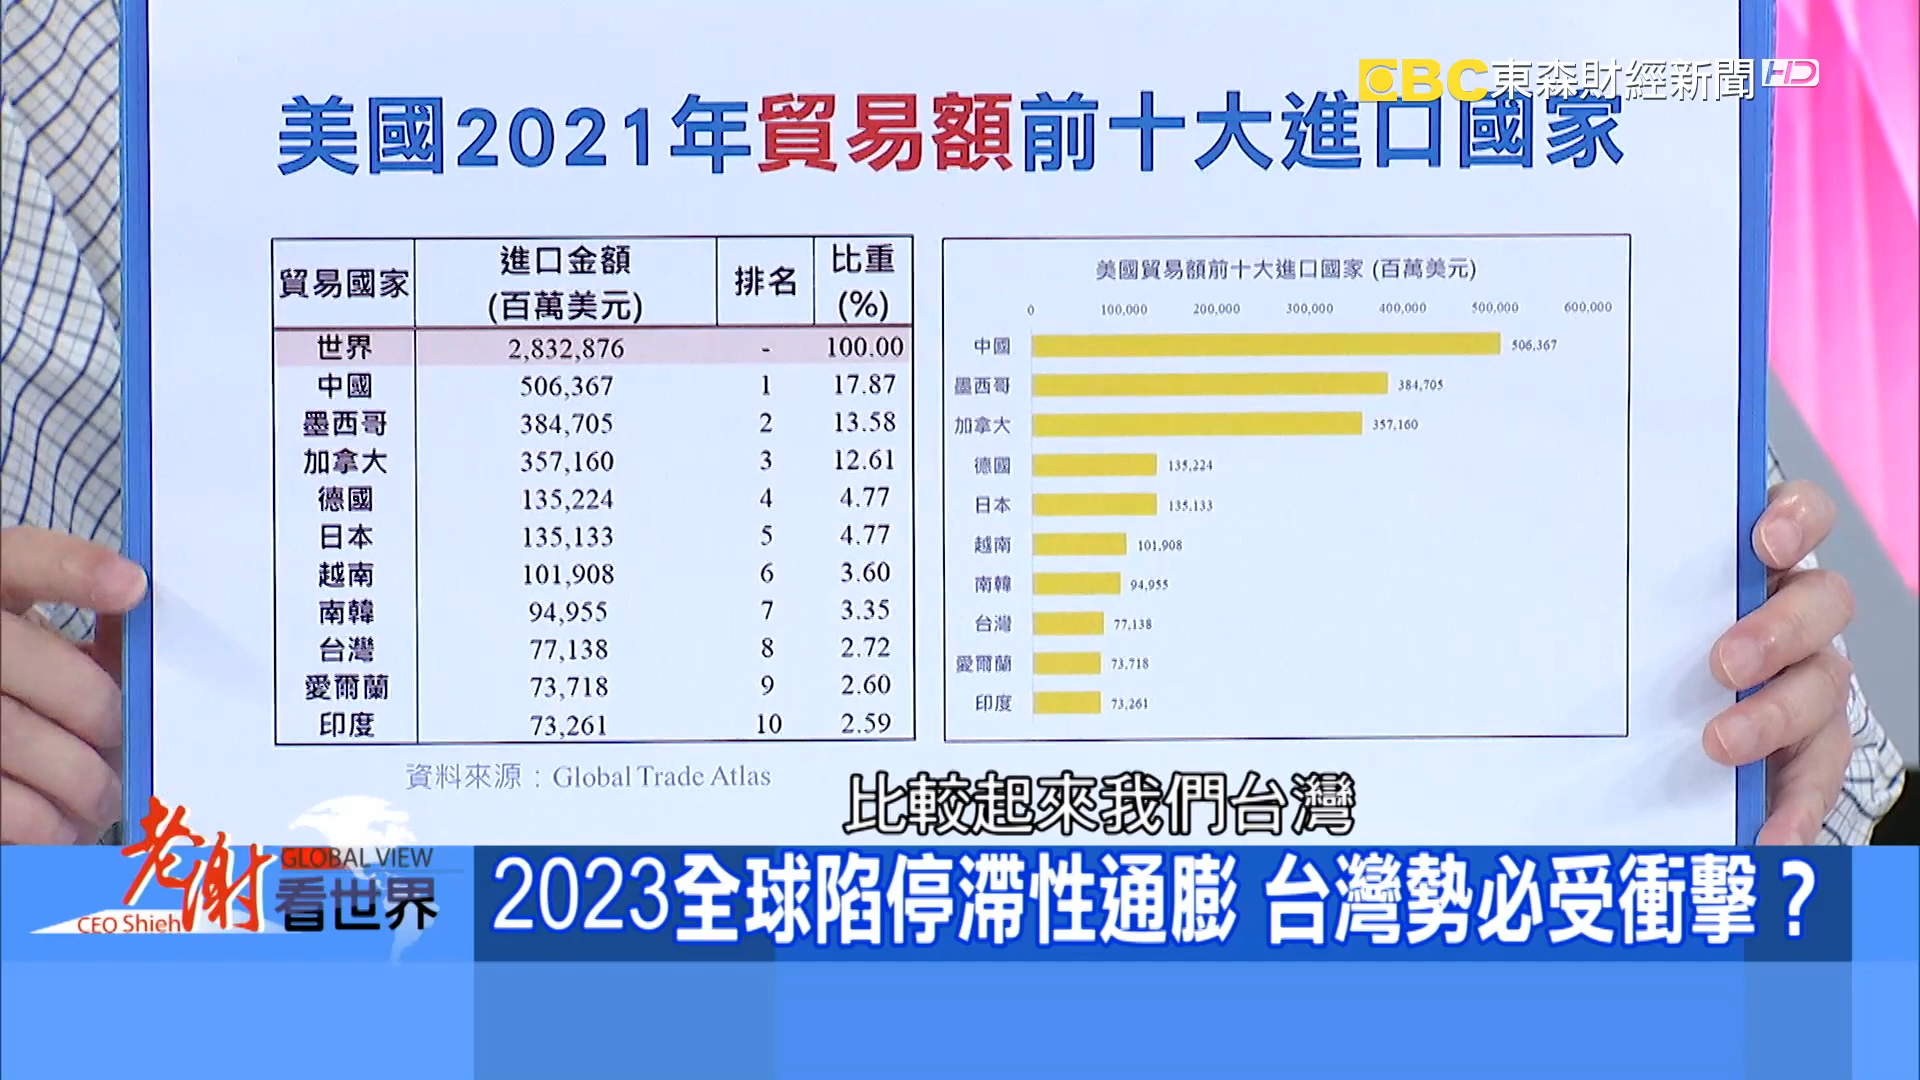 EBC 東森財經新聞 HD
美國2021年貿易額前十大進口國家
貿易國家 進口金額 (百萬美元) 排名 比重 (%)
世界 2,832,876 - 100.00
中國 506,367 1 17.87
墨西哥 384,705 2 13.58
加拿大 357,160 3 12.61
德國 135,224 4 4.77
日本 135,133 5 4.77
越南 101,908 6 3.60
南韓 94,955 7 3.35
台灣 77,138 8 2.72
愛爾蘭 73,718 9 2.60
印度 73,261 10 2.59
美國貿易額前十大進口國家 (百萬美元)
0 100,000 200,000 300,000 400,000 500,000 600,000
中國 506,367
墨西哥 384,705
加拿大 357,160
德國 135,224
日本 135,133
越南 101,908
南韓 94,955
台灣 77,138
愛爾蘭 73,718
印度 73,261
資料來源：Global Trade Atlas
比較起來我們台灣
老謝
GLOBAL VIEW
看世界
CEO Shieh
2023全球陷停滯性通膨 台灣勢必受衝擊？